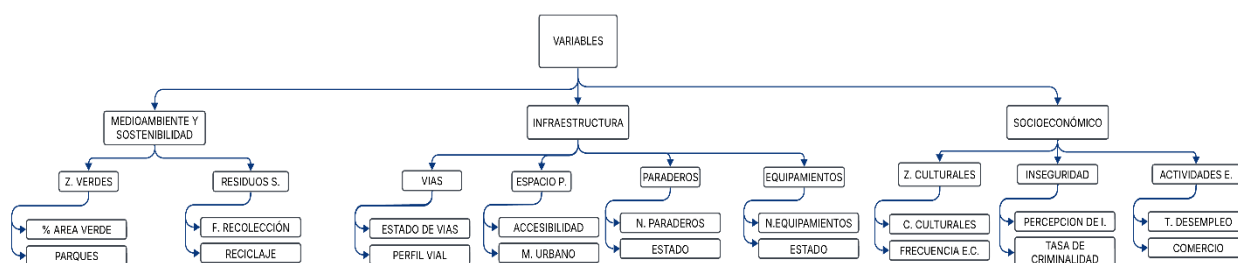 VARIABLES
MEDIOAMBIENTE Y
SOSTENIBILIDAD
INFRAESTRUCTURA
SOCIOECONÓMICO
Z. VERDES
RESIDUOS S.
VIAS
ESPACIO P.
PARADEROS
EQUIPAMIENTOS
Z. CULTURALES
INSEGURIDAD
ACTIVIDADES E.
% AREA VERDE
F. RECOLECCIÓN
ESTADO DE VIAS
ACCESIBILIDAD
N. PARADEROS
N.EQUIPAMIENTOS
C. CULTURALES
PERCEPCION DE I.
T. DESEMPLEO
PARQUES
RECICLAJE
PERFIL VIAL
M. URBANO
ESTADO
ESTADO
FRECUENCIA E.C.
TASA DE
CRIMINALIDAD
COMERCIO